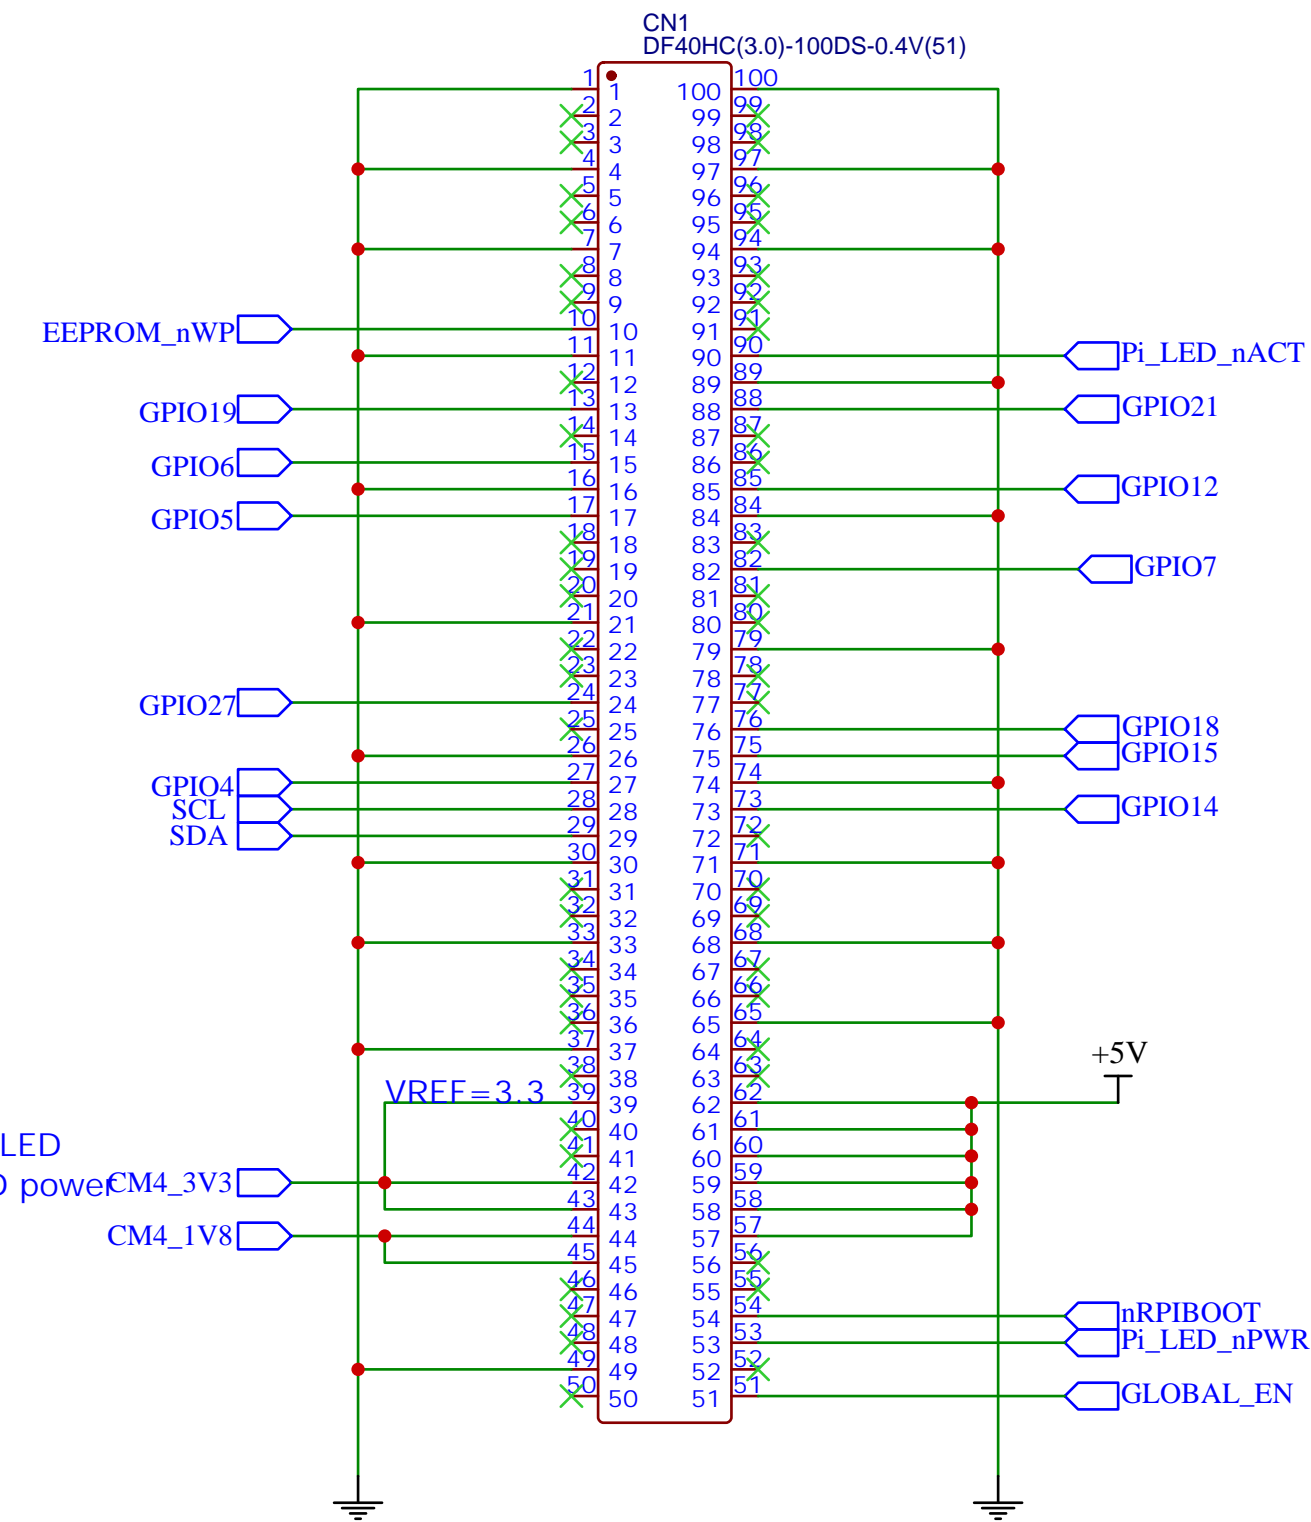 CN1
DF40HC(3.0)-100DS-0.4V(51)
1 1 100 100
2 2 99 99
3 3 98 98
4 4 97 97
5 5 96 96
6 6 95 95
7 7 94 94
8 8 93 93
9 9 92 92
EEPROM_nWP 10 10 91 91
11 11 90 90 Pi_LED_nACT
12 12 89 89
GPIO19 13 13 88 88 GPIO21
14 14 87 87
GPIO6 15 15 86 86
16 16 85 85 GPIO12
GPIO5 17 17 84 84
18 18 83 83
19 19 82 82 GPIO7
20 20 81 81
21 21 80 80
22 22 79 79
23 23 78 78
GPIO27 24 24 77 77
25 25 76 76 GPIO18
26 26 75 75 GPIO15
GPIO4 27 27 74 74
SCL 28 28 73 73 GPIO14
SDA 29 29 72 72
30 30 71 71
31 31 70 70
32 32 69 69
33 33 68 68
34 34 67 67
35 35 66 66
36 36 65 65
37 37 64 64
38 38 63 63
+5V
VREF=3.3 39 39 62 62
40 40 61 61
LED
41 41 60 60
power CM4_3V3 42 42 59 59
43 43 58 58
CM4_1V8 44 44 57 57
45 45 56 56
46 46 55 55
47 47 54 54 nRPIBOOT
48 48 53 53 Pi_LED_nPWR
49 49 52 52
50 50 51 51 GLOBAL_EN